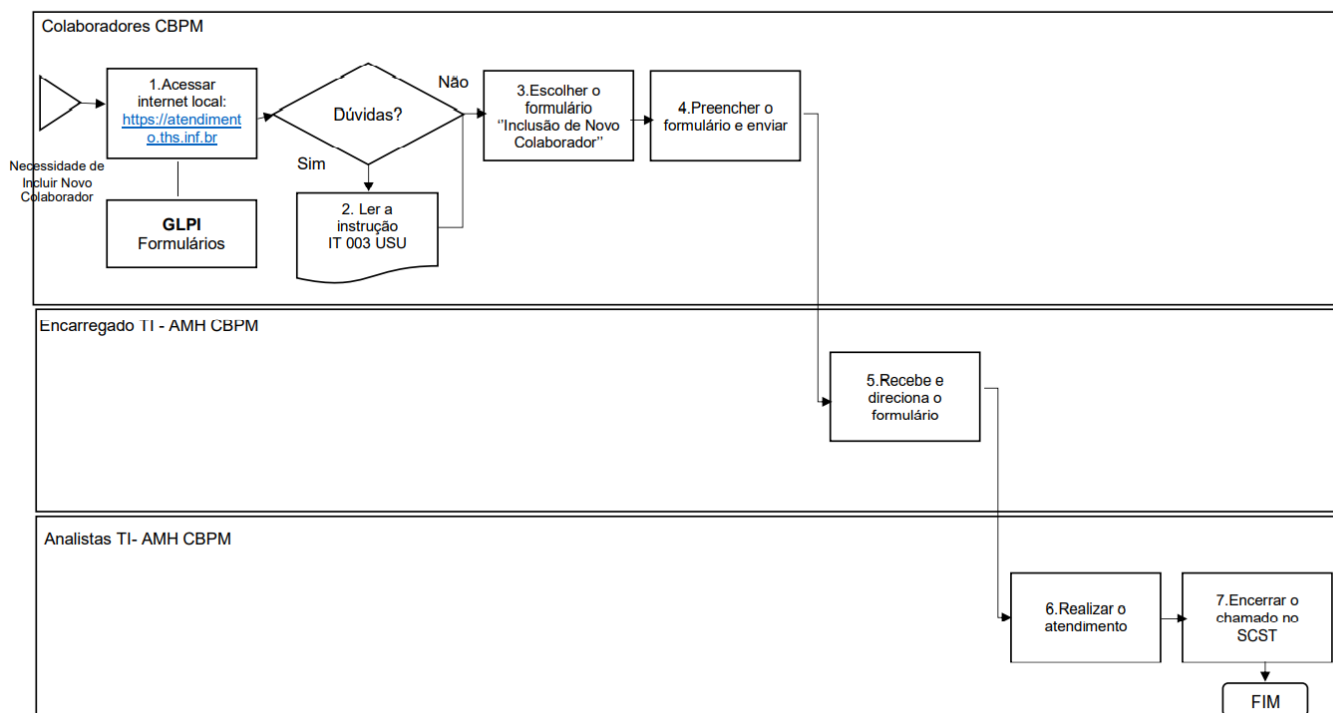 Colaboradores CBPM
Necessidade de
Incluir Novo
Colaborador
1.Acessar
internet local:
https://atendiment
o.ths.inf.br
GLPI
Formulários
Dúvidas?
Não
Sim
2. Ler a
instrução
IT 003 USU
3.Escolher o
formulário
“Inclusão de Novo
Colaborador”
4.Preencher o
formulário e enviar
Encarregado TI - AMH CBPM
5.Recebe e
direciona o
formulário
Analistas TI- AMH CBPM
6.Realizar o
atendimento
7.Encerrar o
chamado no
SCST
FIM